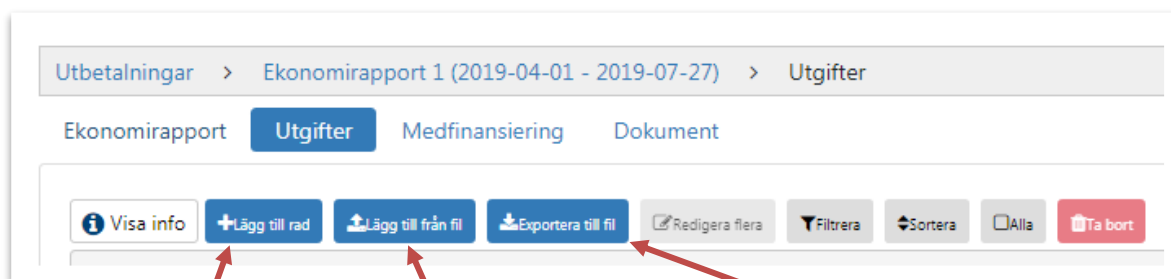 Utbetalningar > Ekonomirapport 1 (2019-04-01 - 2019-07-27) > Utgifter
Ekonomirapport Utgifter Medfinansiering Dokument
Visa info Lägg till rad Lägg till från fil Exportera till fil Redigera flera Filtrera Sortera Alla Ta bort